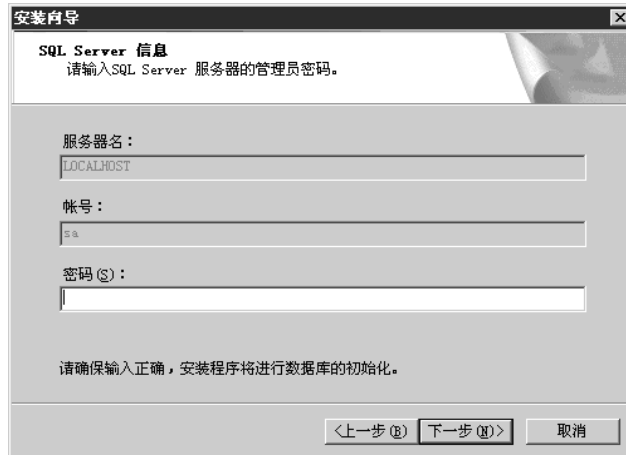 安装向导
SQL Server 信息
请输入SQL Server 服务器的管理员密码。
服务器名：
LOCALHOST
帐号：
sa
密码(S)：
请确保输入正确，安装程序将进行数据库的初始化。
<上一步(B) 下一步(N)> 取消